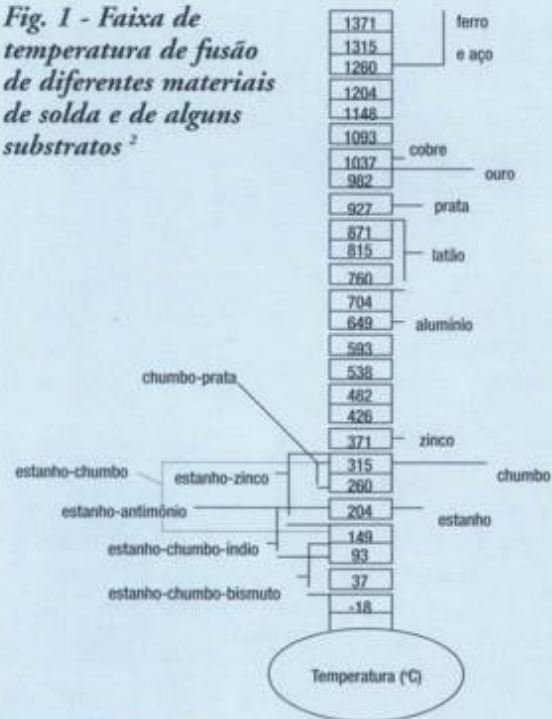 Fig. 1 - Faixa de
temperatura de fusão
de diferentes materiais
de solda e de alguns
substratos ²
1371
1315
1260
1204
1148
1093
1037
982
927
871
815
760
704
649
593
538
482
426
371
315
260
204
149
93
37
-18
ferro
e aço
cobre
ouro
prata
latão
alumínio
zinco
chumbo
estanho
chumbo-prata
estanho-chumbo
estanho-zinco
estanho-antimônio
estanho-chumbo-índio
estanho-chumbo-bismuto
Temperatura (ºC)